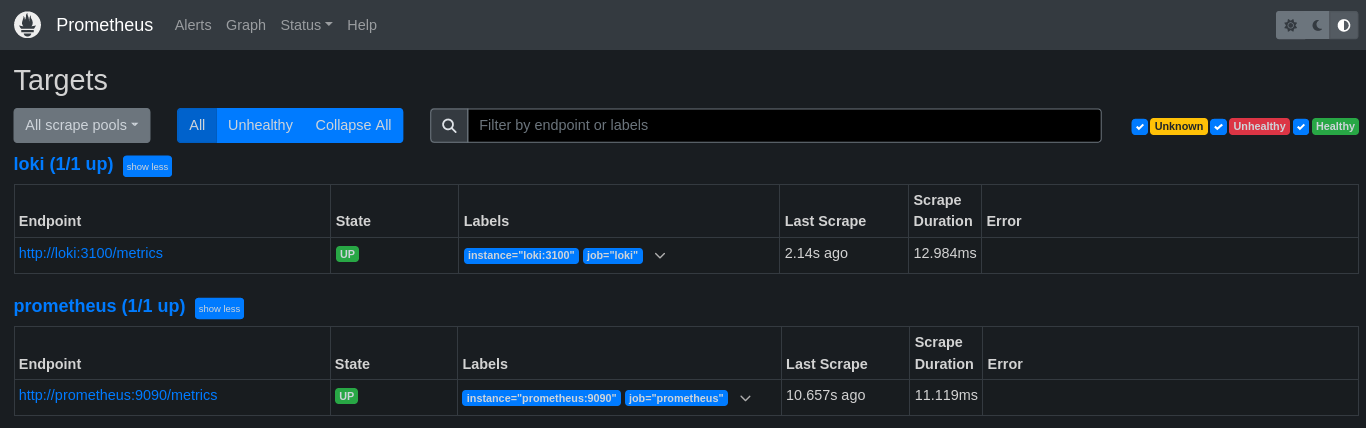 Prometheus Alerts Graph Status Help
Targets
All scrape pools All Unhealthy Collapse All Filter by endpoint or labels Unknown Unhealthy Healthy
loki (1/1 up) show less
Endpoint State Labels Last Scrape Scrape Duration Error
http://loki:3100/metrics UP instance="loki:3100" job="loki" 2.14s ago 12.984ms
prometheus (1/1 up) show less
Endpoint State Labels Last Scrape Scrape Duration Error
http://prometheus:9090/metrics UP instance="prometheus:9090" job="prometheus" 10.657s ago 11.119ms